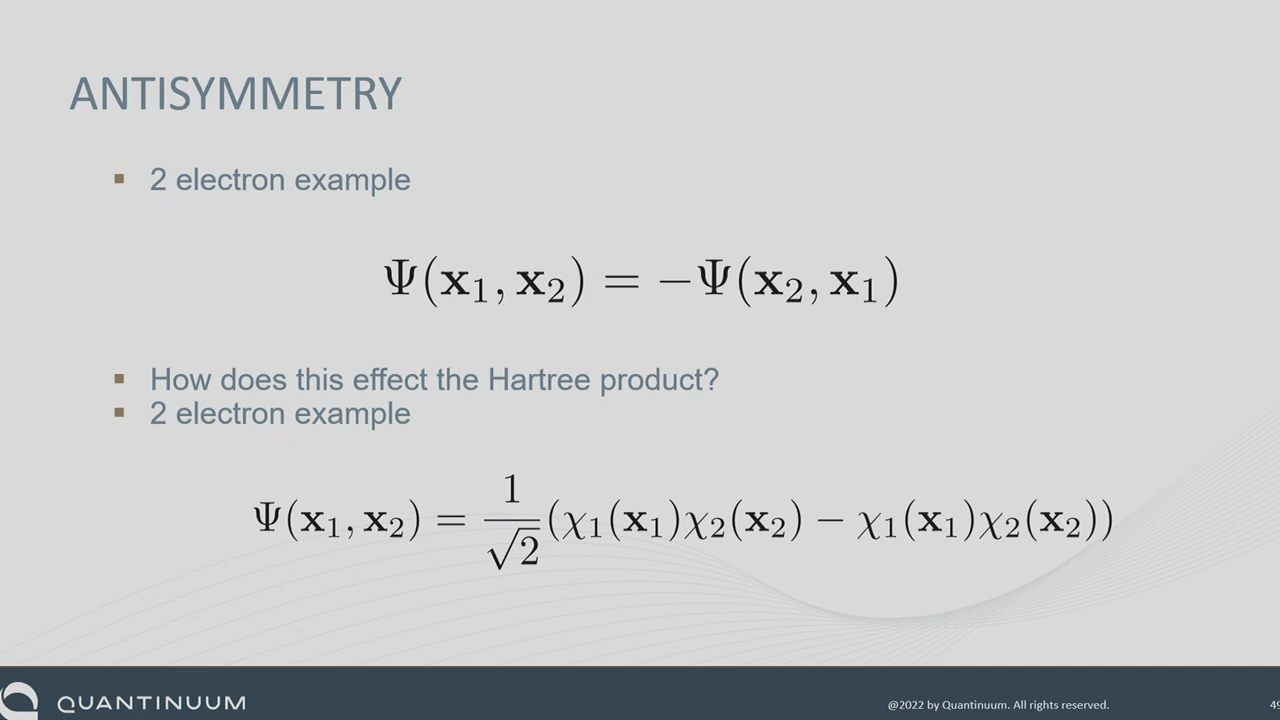 ANTISYMMETRY
▪ 2 electron example
Ψ(x₁, x₂) = −Ψ(x₂, x₁)
▪ How does this effect the Hartree product?
▪ 2 electron example
Ψ(x₁, x₂) = 1/√2 (χ₁(x₁)χ₂(x₂) − χ₁(x₁)χ₂(x₂))
QUANTINUUM
@2022 by Quantinuum. All rights reserved.